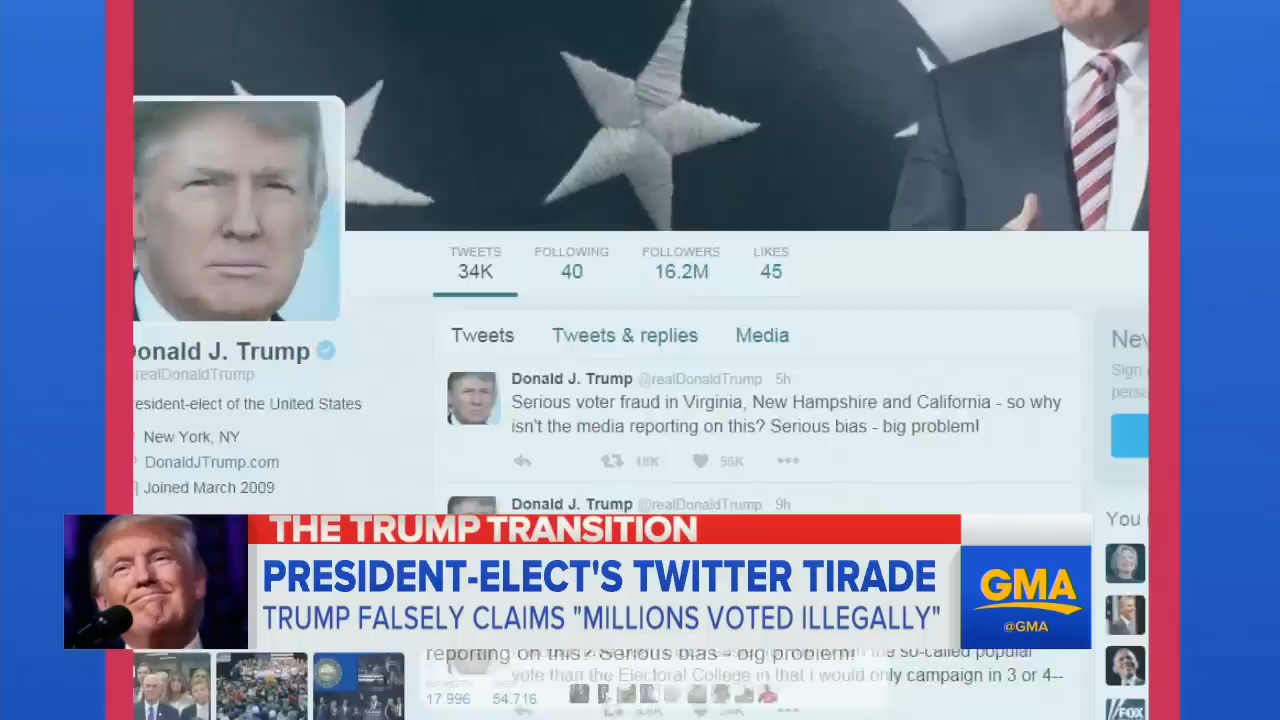 TWEETS FOLLOWING FOLLOWERS LIKES
34K 40 16.2M 45
Tweets Tweets & replies Media
onald J. Trump
realDonaldTrump
esident-elect of the United States
New York, NY
DonaldJTrump.com
Joined March 2009
Donald J. Trump @realDonaldTrump 5h
Serious voter fraud in Virginia, New Hampshire and California - so why
isn't the media reporting on this? Serious bias - big problem!
18K 56K
Donald J. Trump @realDonaldTrump 9h
New
Sign
pers
You
THE TRUMP TRANSITION
PRESIDENT-ELECT'S TWITTER TIRADE
TRUMP FALSELY CLAIMS "MILLIONS VOTED ILLEGALLY"
GMA
@GMA
reporting on this? Serious bias - big problem!
the so-called popular
vote than the Electoral College in that I would only campaign in 3 or 4--
17,996 54,716
FOX